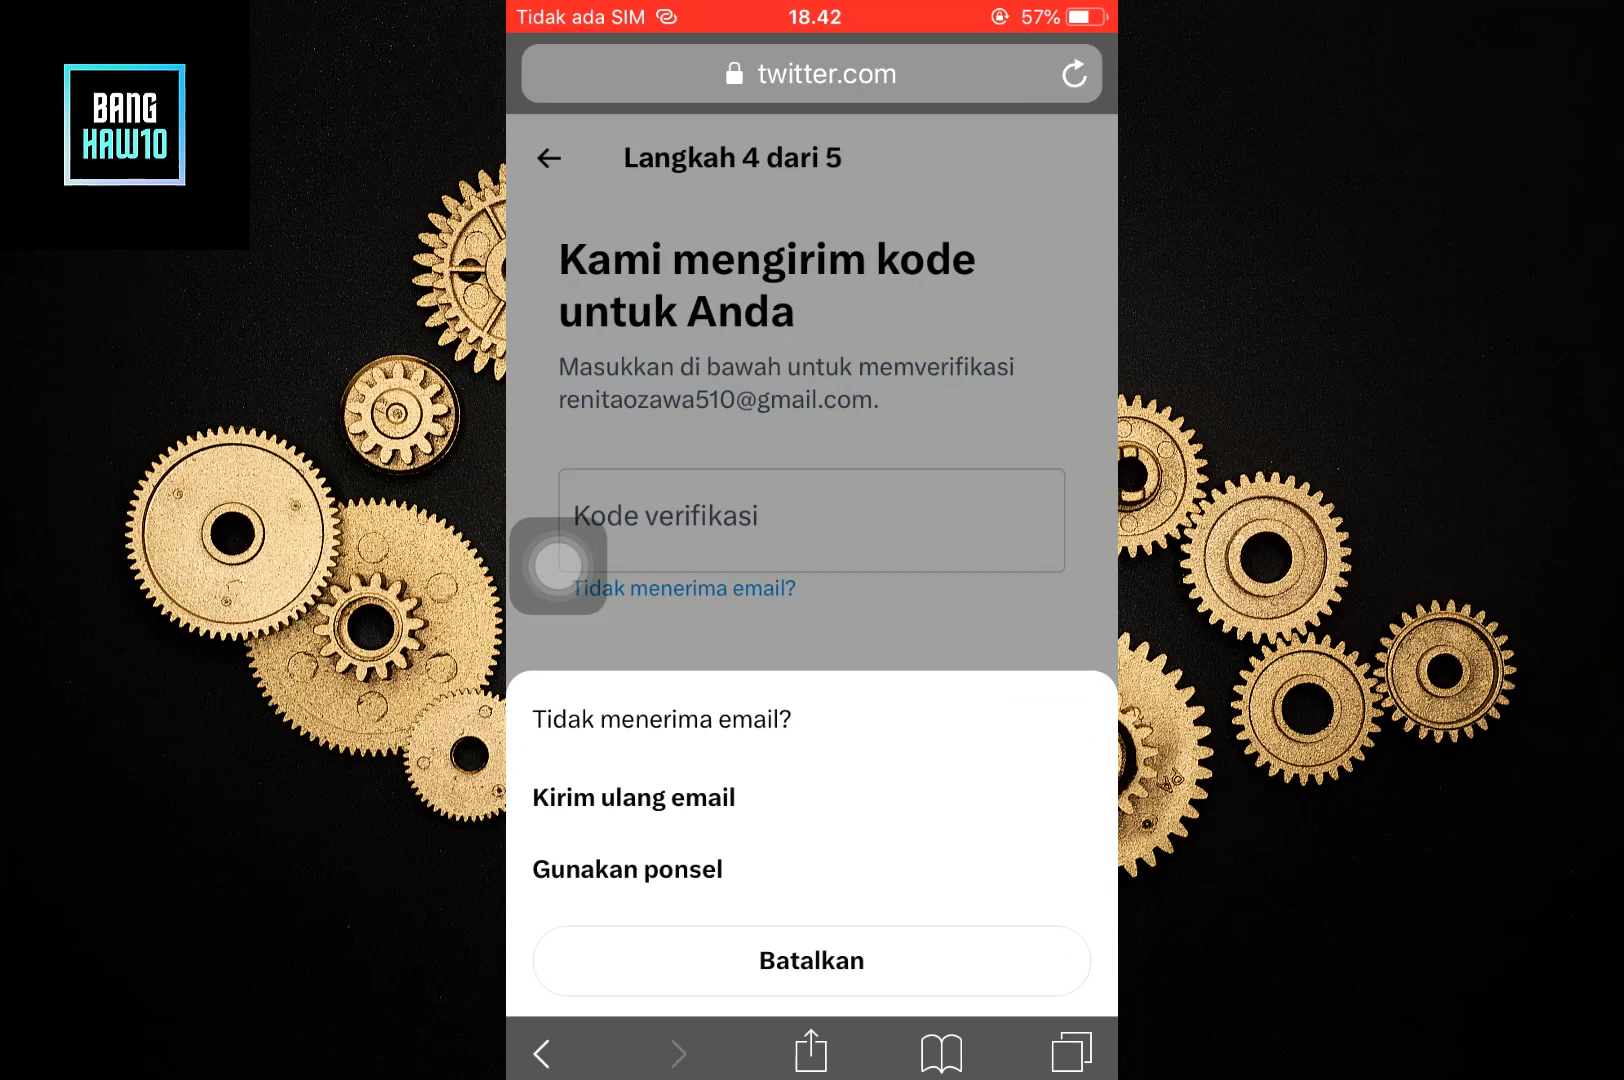 BANG
HAW10
Tidak ada SIM
18.42
57%
twitter.com
Langkah 4 dari 5
Kami mengirim kode
untuk Anda
Masukkan di bawah untuk memverifikasi
renitaozawa510@gmail.com.
Kode verifikasi
Tidak menerima email?
Tidak menerima email?
Kirim ulang email
Gunakan ponsel
Batalkan